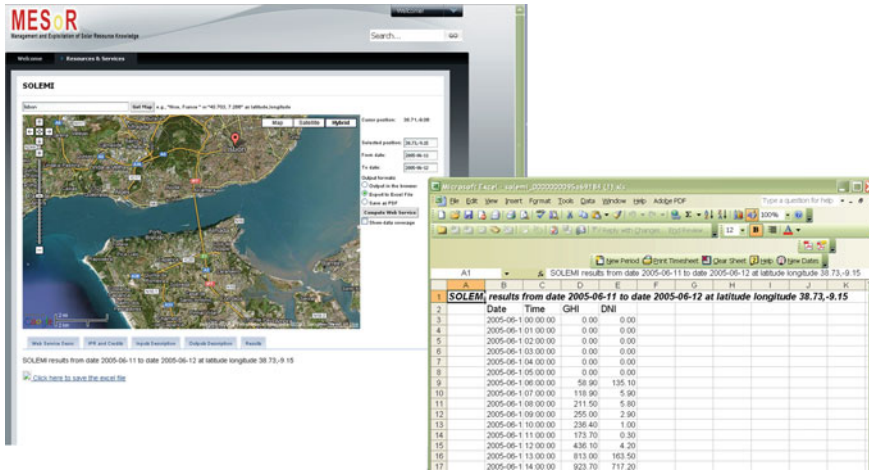 MESoR
Management and Exploitation of Solar Resource Knowledge
Search... GO
Welcome Resources & Services
SOLEMI
lisbon Get Map e.g., "Nice, France" or "40.7902, 7.298" as latitude,longitude
Map Satellite Hybrid
Cursor position:
Selected position: 38.73,-9.15
From date: 2005-06-11
To date: 2005-06-12
Output formats:
Output in the browser
Export to Excel File
Save as PDF
Compute Web Service
Show data coverage
Web Service Demo IPR and Credits Inputs Description Outputs Description Results
SOLEMI results from date 2005-06-11 to date 2005-06-12 at latitude longitude 38.73,-9.15
Click here to save the excel file
Microsoft Excel
File Edit View Insert Format Tools Data Window Help Adobe PDF Type a question for help
100%
Reply with Changes... End Review... 12 B A
New Period Print Timesheet Clear Sheet Help New Dates
A1 fx SOLEMI results from date 2005-06-11 to date 2005-06-12 at latitude longitude 38.73,-9.15
A B C D E F G H I J K
1 SOLEMI results from date 2005-06-11 to date 2005-06-12 at latitude longitude 38.73,-9.15
2 Date Time GHI DNI
3 2005-06-1 00:00:00 0.00 0.00
4 2005-06-1 01:00:00 0.00 0.00
5 2005-06-1 02:00:00 0.00 0.00
6 2005-06-1 03:00:00 0.00 0.00
7 2005-06-1 04:00:00 0.00 0.00
8 2005-06-1 05:00:00 0.00 0.00
9 2005-06-1 06:00:00 58.90 135.10
10 2005-06-1 07:00:00 118.90 5.90
11 2005-06-1 08:00:00 211.50 5.80
12 2005-06-1 09:00:00 255.00 2.90
13 2005-06-1 10:00:00 236.40 1.00
14 2005-06-1 11:00:00 173.70 0.30
15 2005-06-1 12:00:00 436.10 4.20
16 2005-06-1 13:00:00 813.00 163.50
17 2005-06-1 14:00:00 923.70 717.20